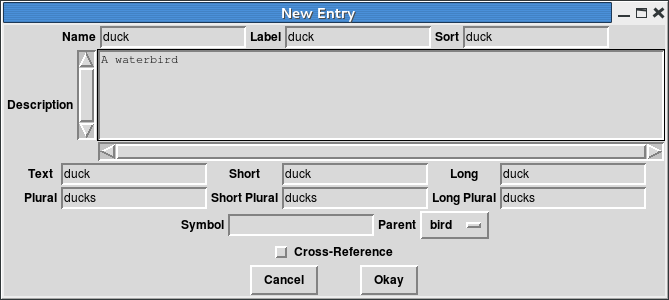 New Entry
Name duck Label duck Sort duck
A waterbird
Description
Text duck Short duck Long duck
Plural ducks Short Plural ducks Long Plural ducks
Symbol Parent bird
Cross-Reference
Cancel Okay